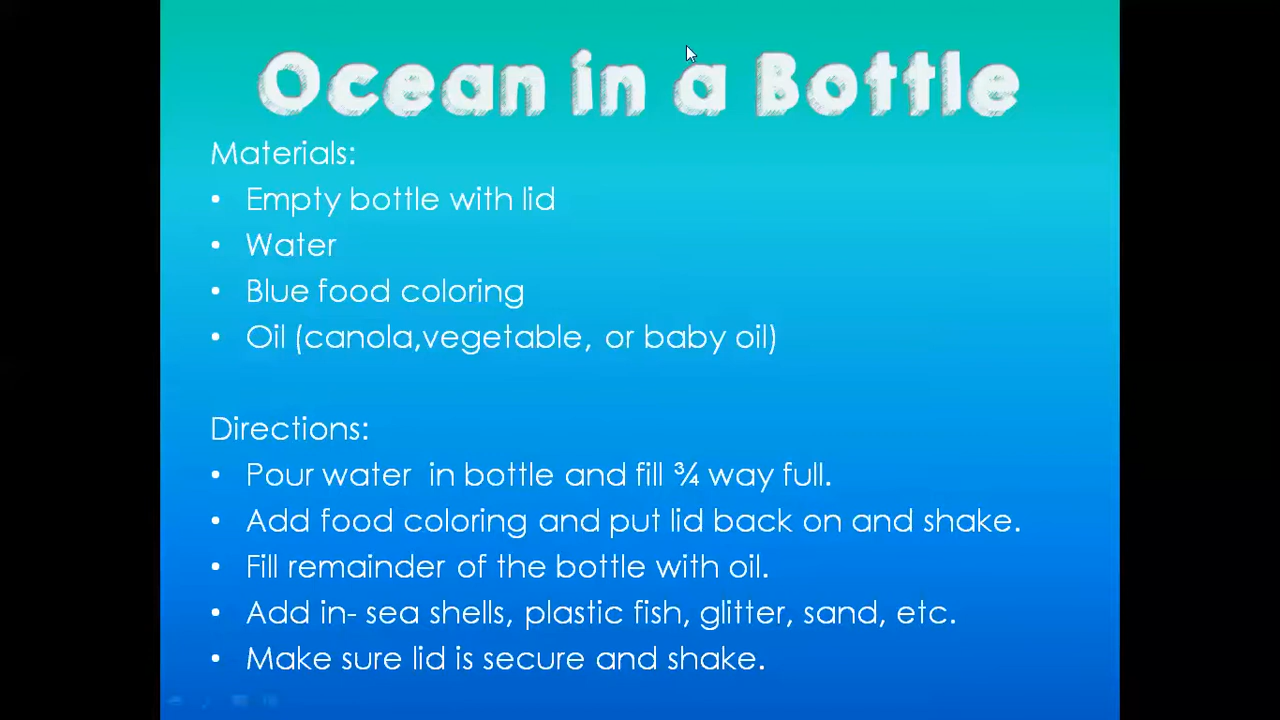 Ocean in a Bottle
Materials:
• Empty bottle with lid
• Water
• Blue food coloring
• Oil (canola,vegetable, or baby oil)
Directions:
• Pour water  in bottle and fill ¾ way full.
• Add food coloring and put lid back on and shake.
• Fill remainder of the bottle with oil.
• Add in- sea shells, plastic fish, glitter, sand, etc.
• Make sure lid is secure and shake.